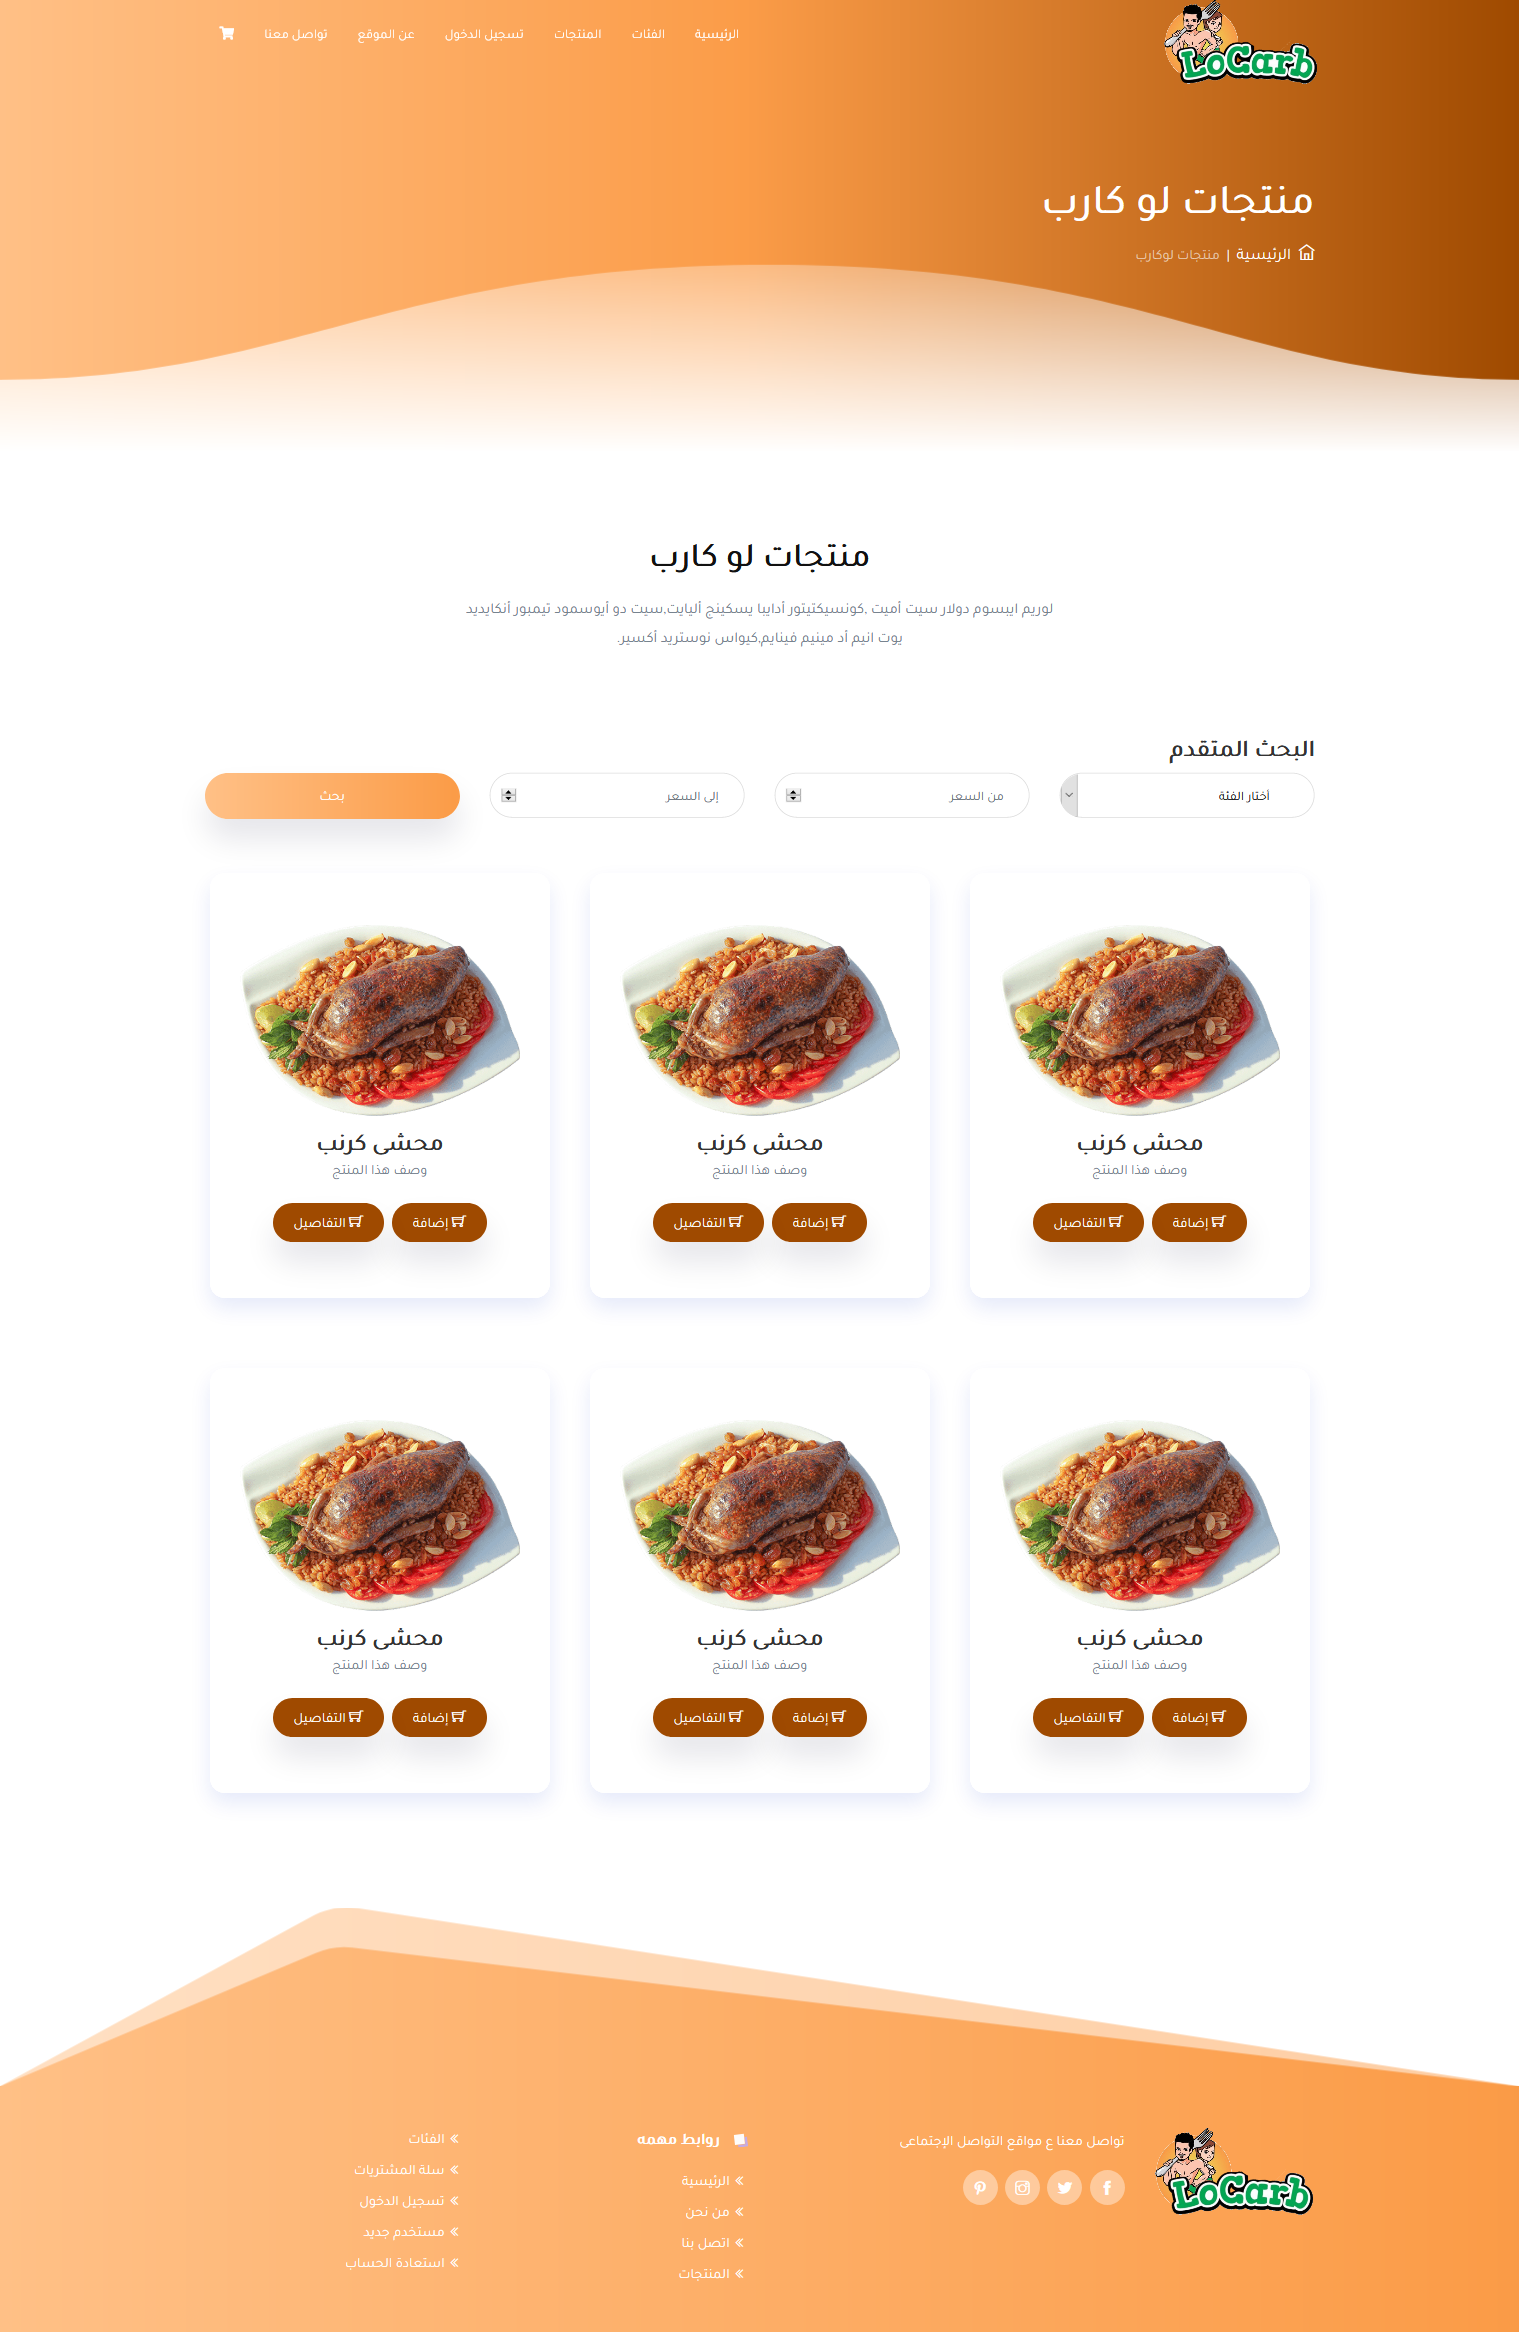 LoCarb
الرئيسية الفئات المنتجات تسجيل الدخول عن الموقع تواصل معنا
منتجات لو كارب
الرئيسية | منتجات لوكارب
منتجات لو كارب
لوريم ايبسوم دولار سيت أميت ,كونسيكتيتور أدايبا يسكينج أليايت,سيت دو أيوسمود تيمبور أنكايديد
يوت انيم أد مينيم فينايم,كيواس نوستريد أكسير.
البحث المتقدم
أختار الفئة من السعر إلى السعر بحث
محشى كرنب محشى كرنب محشى كرنب
وصف هذا المنتج وصف هذا المنتج وصف هذا المنتج
إضافة التفاصيل إضافة التفاصيل إضافة التفاصيل
محشى كرنب محشى كرنب محشى كرنب
وصف هذا المنتج وصف هذا المنتج وصف هذا المنتج
إضافة التفاصيل إضافة التفاصيل إضافة التفاصيل
LoCarb
تواصل معنا ع مواقع التواصل الإجتماعى
روابط مهمه
الرئيسية
من نحن
اتصل بنا
المنتجات
الفئات
سلة المشتريات
تسجيل الدخول
مستخدم جديد
استعادة الحساب